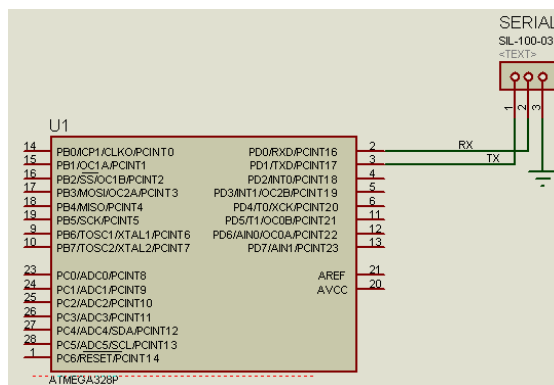 SERIAL
SIL-100-03
<TEXT>
1
2
3
U1
14 PB0/ICP1/CLKO/PCINT0 PD0/RXD/PCINT16 2 RX
15 PB1/OC1A/PCINT1 PD1/TXD/PCINT17 3 TX
16 PB2/SS/OC1B/PCINT2 PD2/INT0/PCINT18 4
17 PB3/MOSI/OC2A/PCINT3 PD3/INT1/OC2B/PCINT19 5
18 PB4/MISO/PCINT4 PD4/T0/XCK/PCINT20 6
19 PB5/SCK/PCINT5 PD5/T1/OC0B/PCINT21 11
9 PB6/TOSC1/XTAL1/PCINT6 PD6/AIN0/OC0A/PCINT22 12
10 PB7/TOSC2/XTAL2/PCINT7 PD7/AIN1/PCINT23 13
23 PC0/ADC0/PCINT8 AREF 21
24 PC1/ADC1/PCINT9 AVCC 20
25 PC2/ADC2/PCINT10
26 PC3/ADC3/PCINT11
27 PC4/ADC4/SDA/PCINT12
28 PC5/ADC5/SCL/PCINT13
1 PC6/RESET/PCINT14
ATMEGA328P